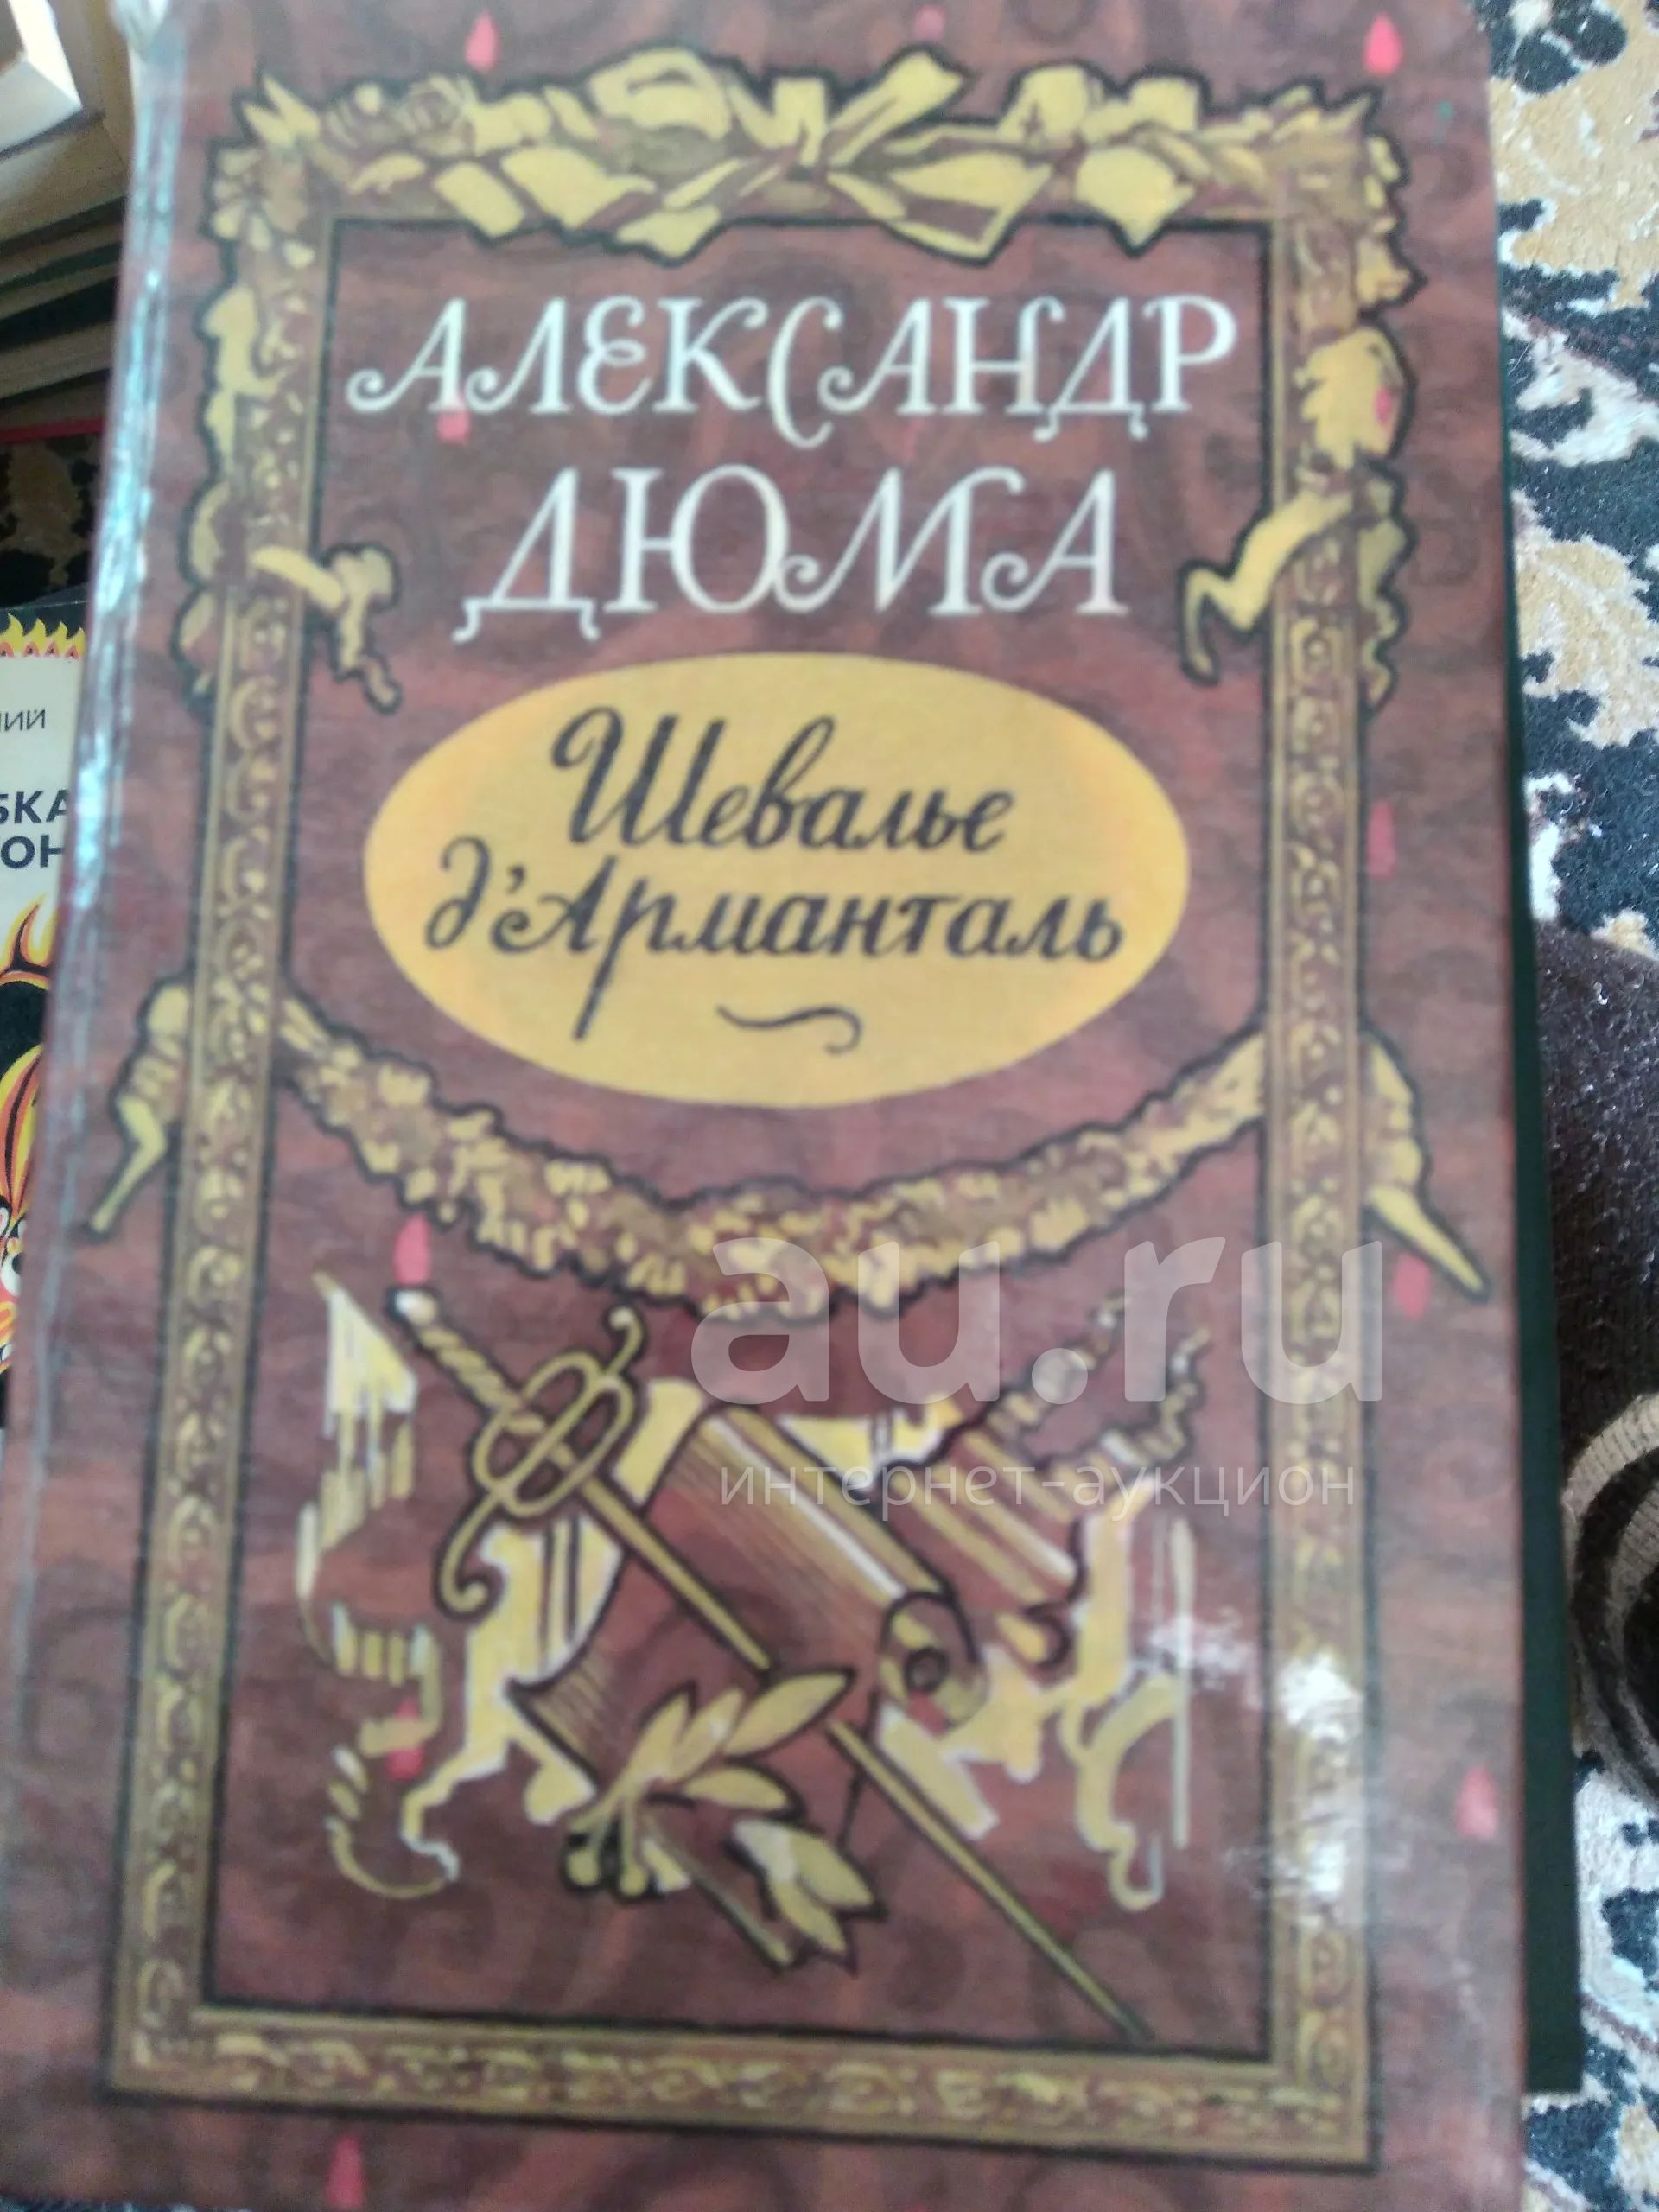 АЛЕКСАНДР
ДЮМА
Шевалье
д'Арманталь
au.ru
интернет-аукцион